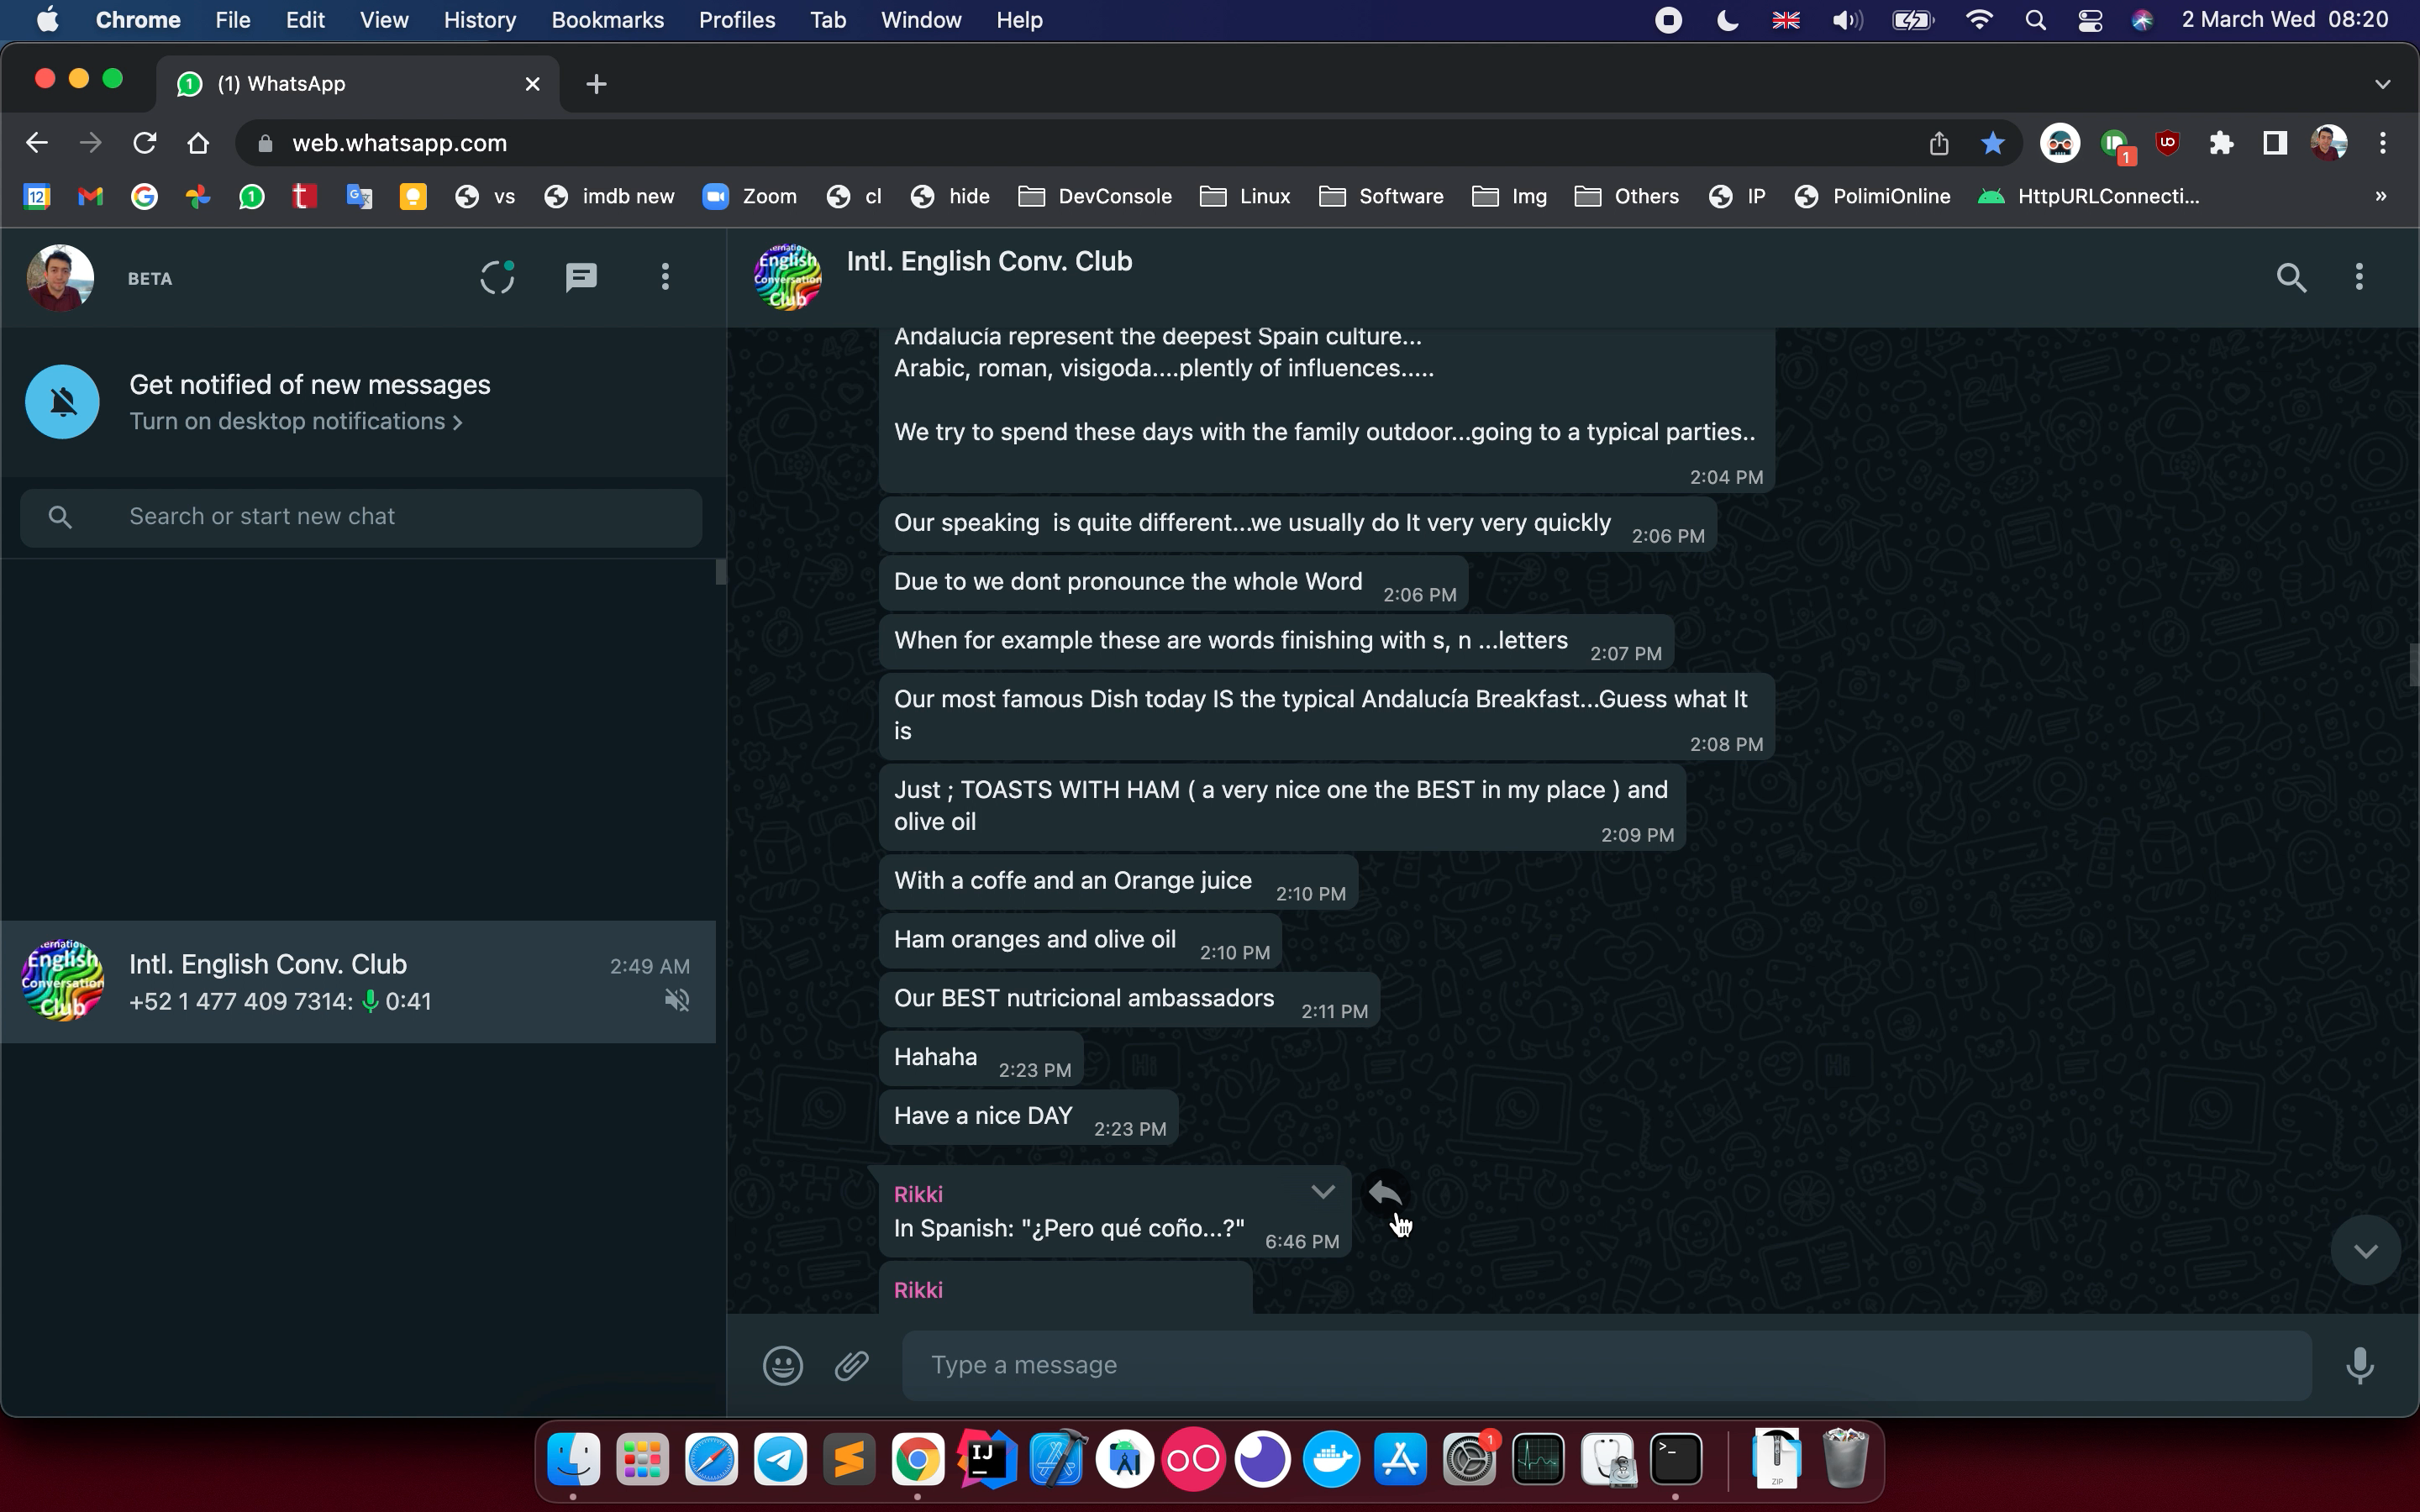 Chrome File Edit View History Bookmarks Profiles Tab Window Help
2 March Wed 08:20
(1) WhatsApp
web.whatsapp.com
1
12
vs
imdb new
Zoom
cl
hide
DevConsole
Linux
Software
Img
Others
IP
PolimiOnline
HttpURLConnecti...
BETA
Get notified of new messages
Turn on desktop notifications
Search or start new chat
English
Conversation
Club
Intl. English Conv. Club
2:49 AM
+52 1 477 409 7314: 0:41
English
Conversation
Club
Intl. English Conv. Club
Andalucía represent the deepest Spain culture...
Arabic, roman, visigoda....plently of influences.....
We try to spend these days with the family outdoor...going to a typical parties..
2:04 PM
Our speaking is quite different...we usually do It very very quickly 2:06 PM
Due to we dont pronounce the whole Word 2:06 PM
When for example these are words finishing with s, n ...letters 2:07 PM
Our most famous Dish today IS the typical Andalucía Breakfast...Guess what It
is
2:08 PM
Just ; TOASTS WITH HAM ( a very nice one the BEST in my place ) and
olive oil
2:09 PM
With a coffe and an Orange juice 2:10 PM
Ham oranges and olive oil 2:10 PM
Our BEST nutricional ambassadors 2:11 PM
Hahaha 2:23 PM
Have a nice DAY 2:23 PM
Rikki
In Spanish: "¿Pero qué coño...?" 6:46 PM
Rikki
Type a message
IJ
1
ZIP